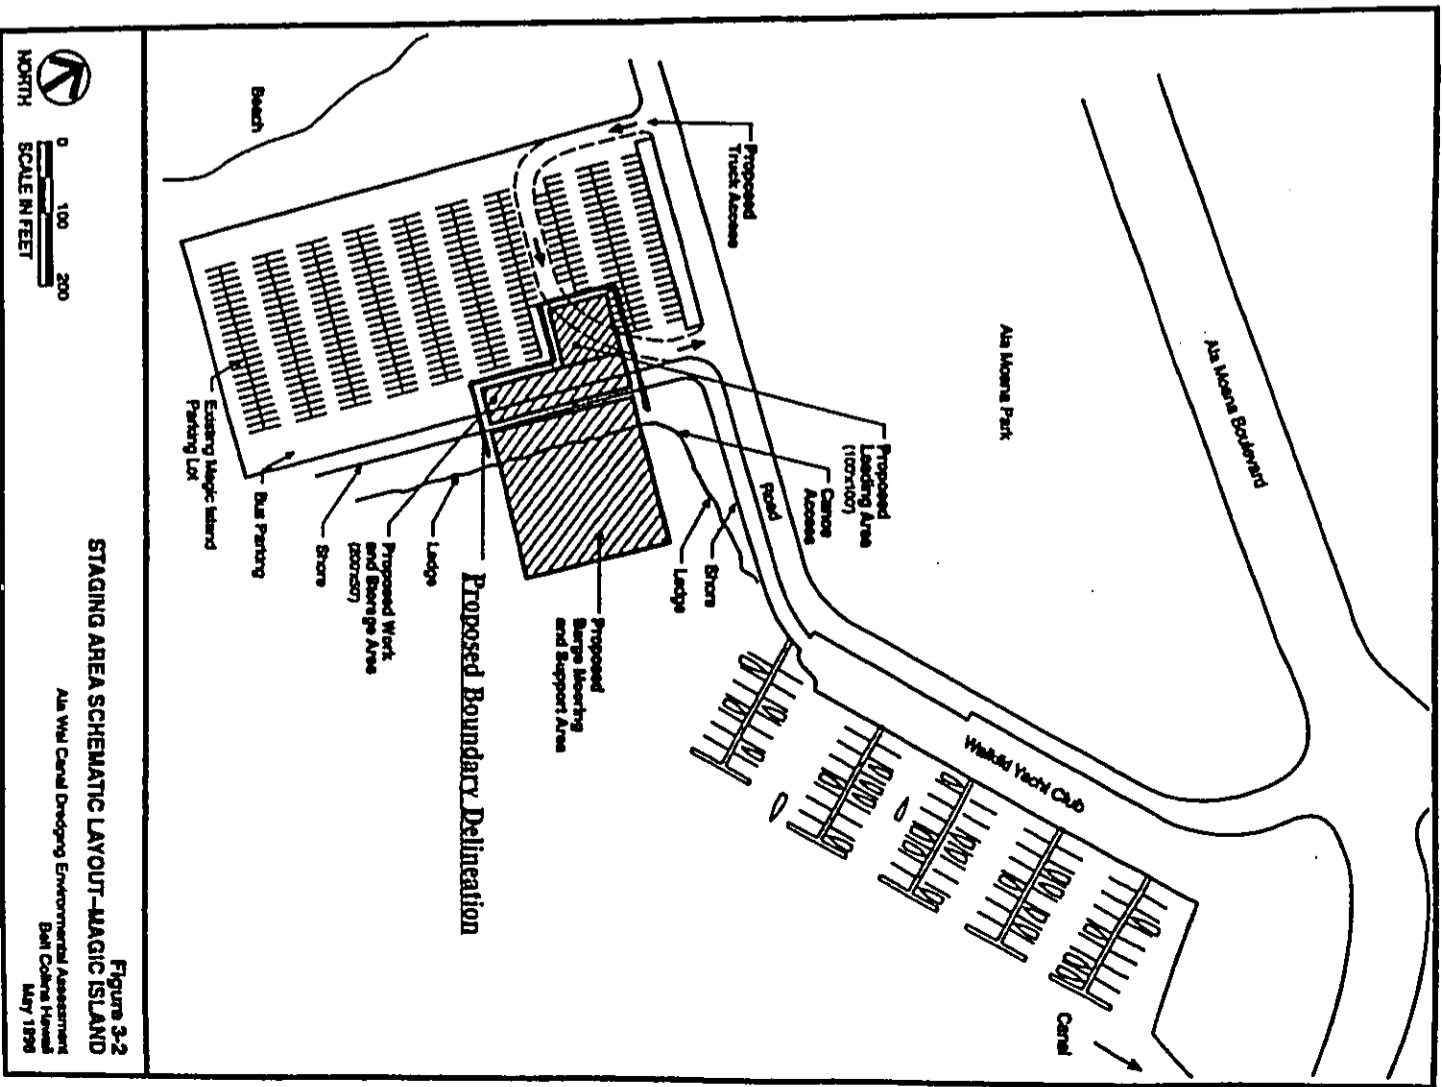 Ala Moana Boulevard
Ala Moana Park
Proposed
Truck Access
Beach
Proposed
Loading Area
(100'x100')
Canoe
Access
Road
Shore
Ledge
Waikiki Yacht Club
Canal
Proposed
Barge Mooring
and Support Area
Proposed Boundary Delineation
Ledge
Proposed Work
and Storage Area
(200'x50')
Shore
Bus Parking
Existing Magic Island
Parking Lot
NORTH
0 100 200
SCALE IN FEET
Figure 3-2
STAGING AREA SCHEMATIC LAYOUT–MAGIC ISLAND
Ala Wai Canal Dredging Environmental Assessment
Belt Collins Hawaii
May 1998